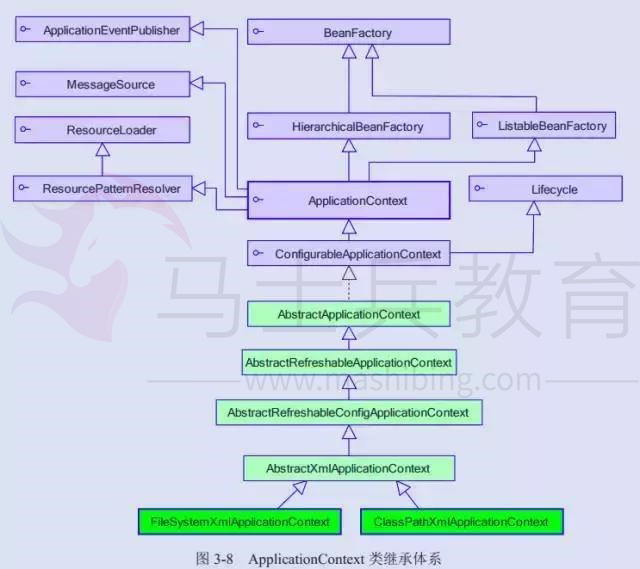 ApplicationEventPublisher
BeanFactory
MessageSource
ResourceLoader
HierarchicalBeanFactory
ListableBeanFactory
ResourcePatternResolver
ApplicationContext
Lifecycle
ConfigurableApplicationContext
马士兵教育
AbstractApplicationContext
AbstractRefreshableApplicationContext
www.mashibing.com
AbstractRefreshableConfigApplicationContext
AbstractXmlApplicationContext
FileSystemXmlApplicationContext
ClassPathXmlApplicationContext
图 3-8 ApplicationContext 类继承体系